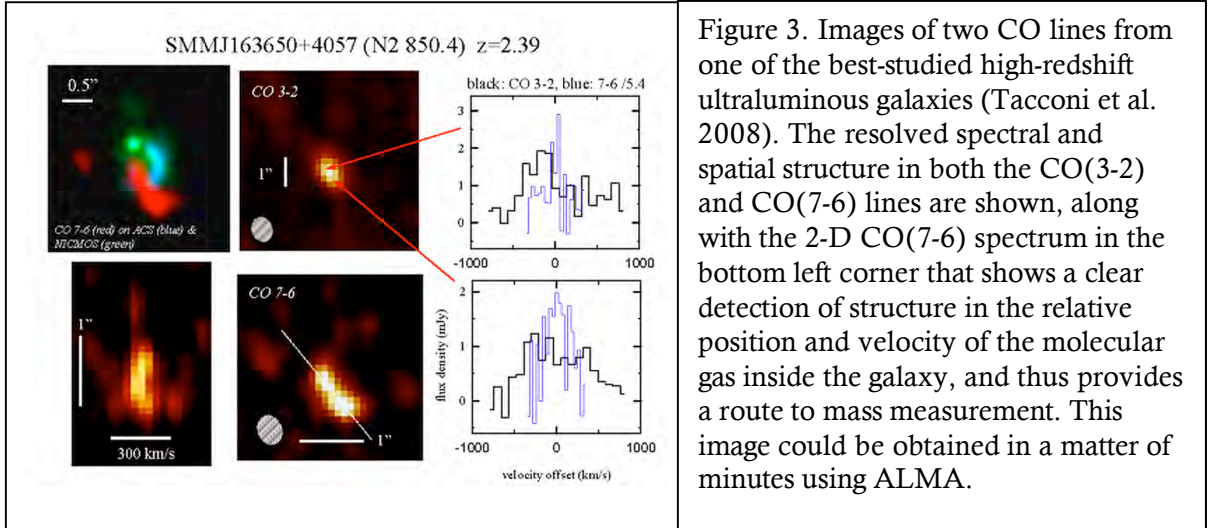 SMMJ163650+4057 (N2 850.4) z=2.39
0.5”
CO 7-6 (red) on ACS (blue) &
NICMOS (green)
CO 3-2
1”
black: CO 3-2, blue: 7-6 /5.4
3
2
1
0
-1000 0 1000
1”
300 km/s
CO 7-6
1”
2
1
0
flux density (mJy)
-1000 0 1000
velocity offset (km/s)
Figure 3. Images of two CO lines from
one of the best-studied high-redshift
ultraluminous galaxies (Tacconi et al.
2008). The resolved spectral and
spatial structure in both the CO(3-2)
and CO(7-6) lines are shown, along
with the 2-D CO(7-6) spectrum in the
bottom left corner that shows a clear
detection of structure in the relative
position and velocity of the molecular
gas inside the galaxy, and thus provides
a route to mass measurement. This
image could be obtained in a matter of
minutes using ALMA.